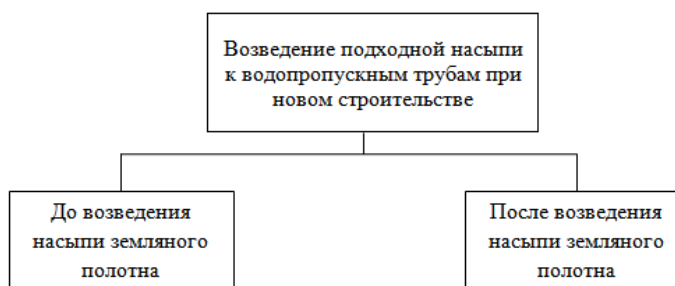 Возведение подходной насыпи
к водопропускным трубам при
новом строительстве
До возведения
насыпи земляного
полотна
После возведения
насыпи земляного
полотна